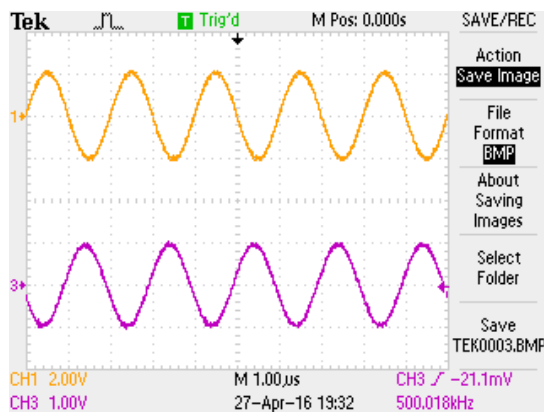 Tek T Trig'd M Pos: 0.000s SAVE/REC
Action
Save Image
File
Format
BMP
About
Saving
Images
Select
Folder
Save
TEK0003.BMP
1
3
CH1 2.00V M 1.00µs CH3 -21.1mV
CH3 1.00V 27-Apr-16 19:32 500.018kHz